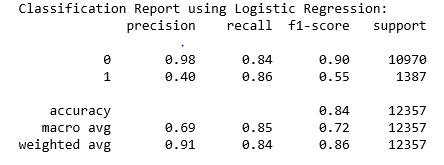 Classification Report using Logistic Regression:
precision recall f1-score support
0 0.98 0.84 0.90 10970
1 0.40 0.86 0.55 1387
accuracy 0.84 12357
macro avg 0.69 0.85 0.72 12357
weighted avg 0.91 0.84 0.86 12357